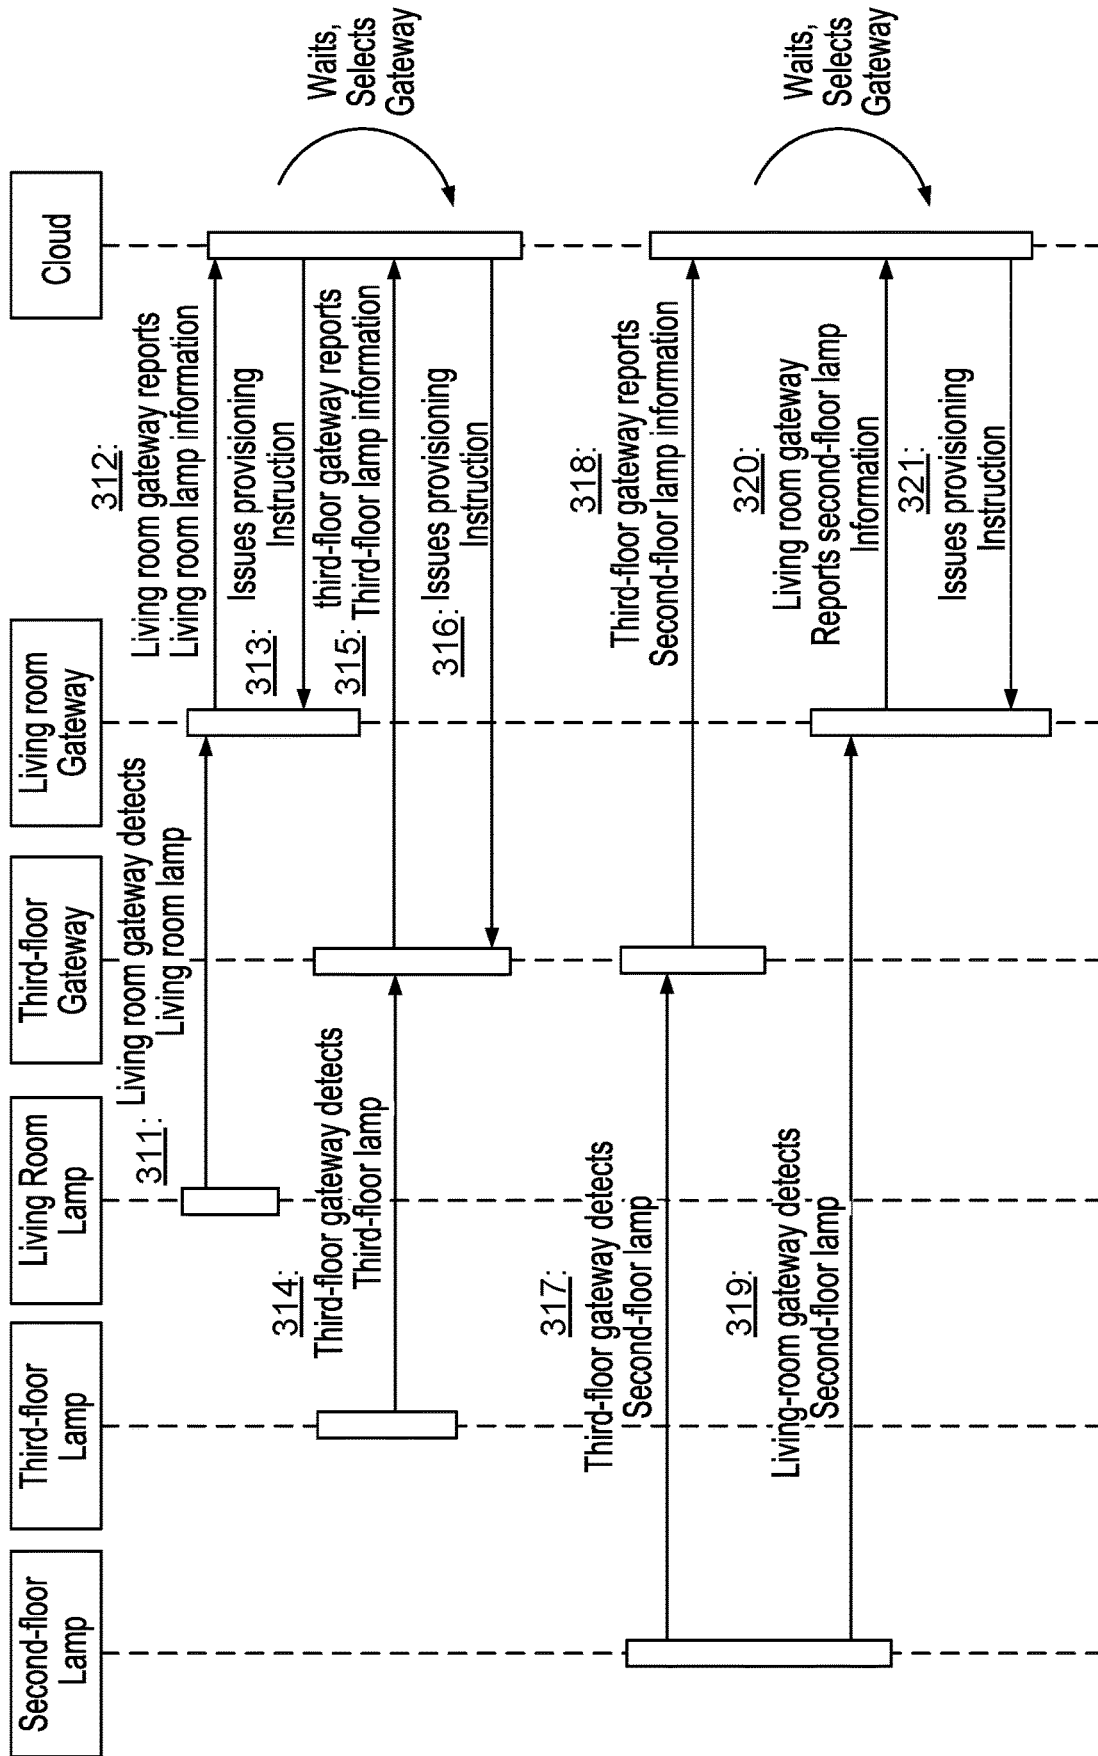 Second-floor
Lamp
Third-floor
Lamp
Living Room
Lamp
Third-floor
Gateway
Living room
Gateway
Cloud
311:
Living room gateway detects
Living room lamp
312:
Living room gateway reports
Living room lamp information
313:
Issues provisioning
Instruction
314:
Third-floor gateway detects
Third-floor lamp
315:
third-floor gateway reports
Third-floor lamp information
316:
Issues provisioning
Instruction
Waits,
Selects
Gateway
317:
Third-floor gateway detects
Second-floor lamp
318:
Third-floor gateway reports
Second-floor lamp information
319:
Living-room gateway detects
Second-floor lamp
320:
Living room gateway
Reports second-floor lamp
Information
321:
Issues provisioning
Instruction
Waits,
Selects
Gateway